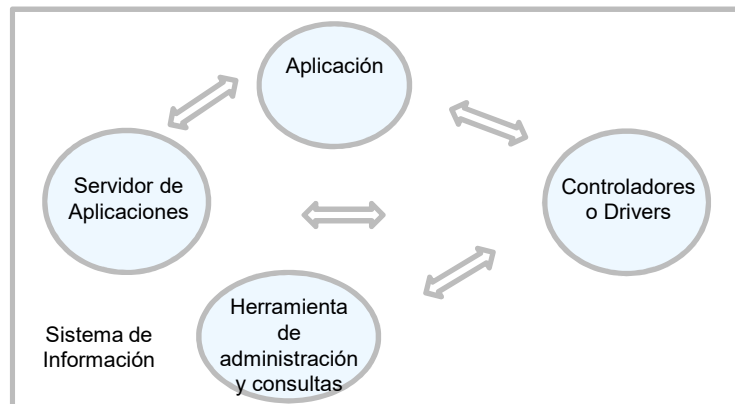 Aplicación
Servidor de
Aplicaciones
Controladores
o Drivers
Herramienta
de
administración
y consultas
Sistema de
Información